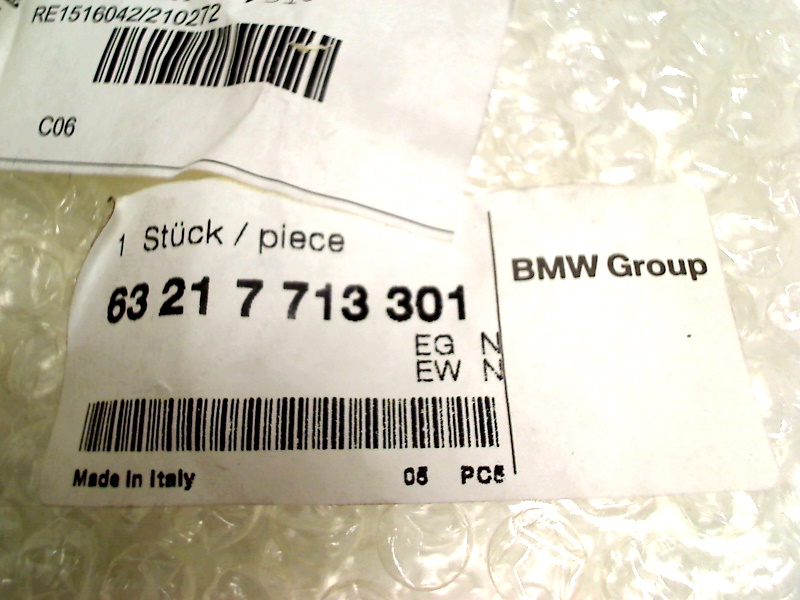 RE1516042/210272
C06
1 Stück / piece
63 21 7 713 301
EG N
EW N
Made in Italy 05 PC5
BMW Group